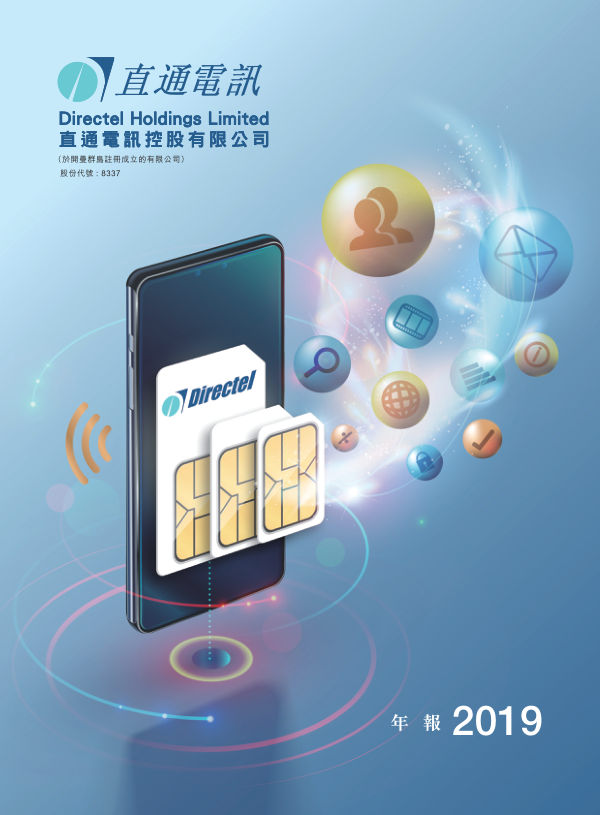 直通電訊
Directel Holdings Limited
直通電訊控股有限公司
(於開曼群島註冊成立的有限公司)
股份代號：8337
Directel
年報 2019